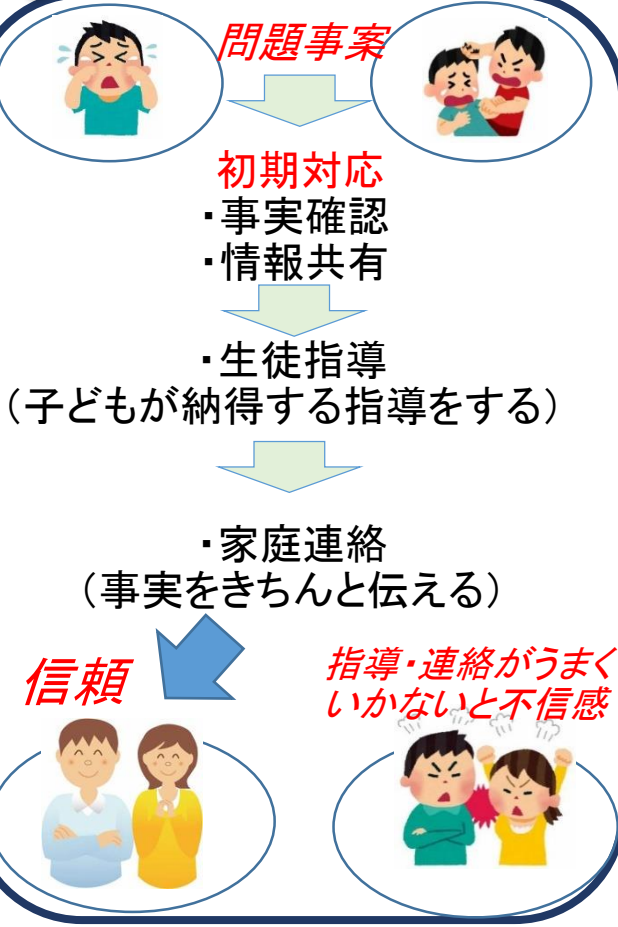 問題事案
初期対応
・事実確認
・情報共有
・生徒指導
（子どもが納得する指導をする）
・家庭連絡
（事実をきちんと伝える）
信頼
指導・連絡がうまく
いかないと不信感